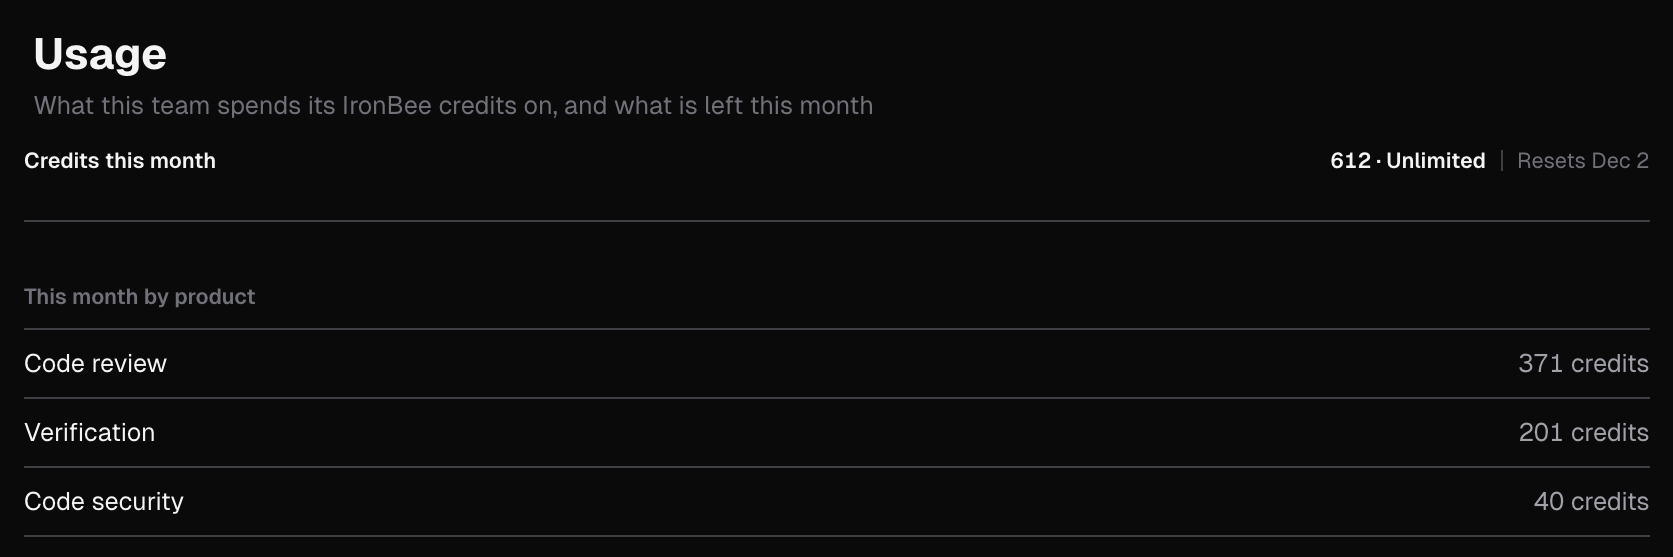 Usage
What this team spends its IronBee credits on, and what is left this month
Credits this month
612 · Unlimited | Resets Dec 2
This month by product
Code review
371 credits
Verification
201 credits
Code security
40 credits